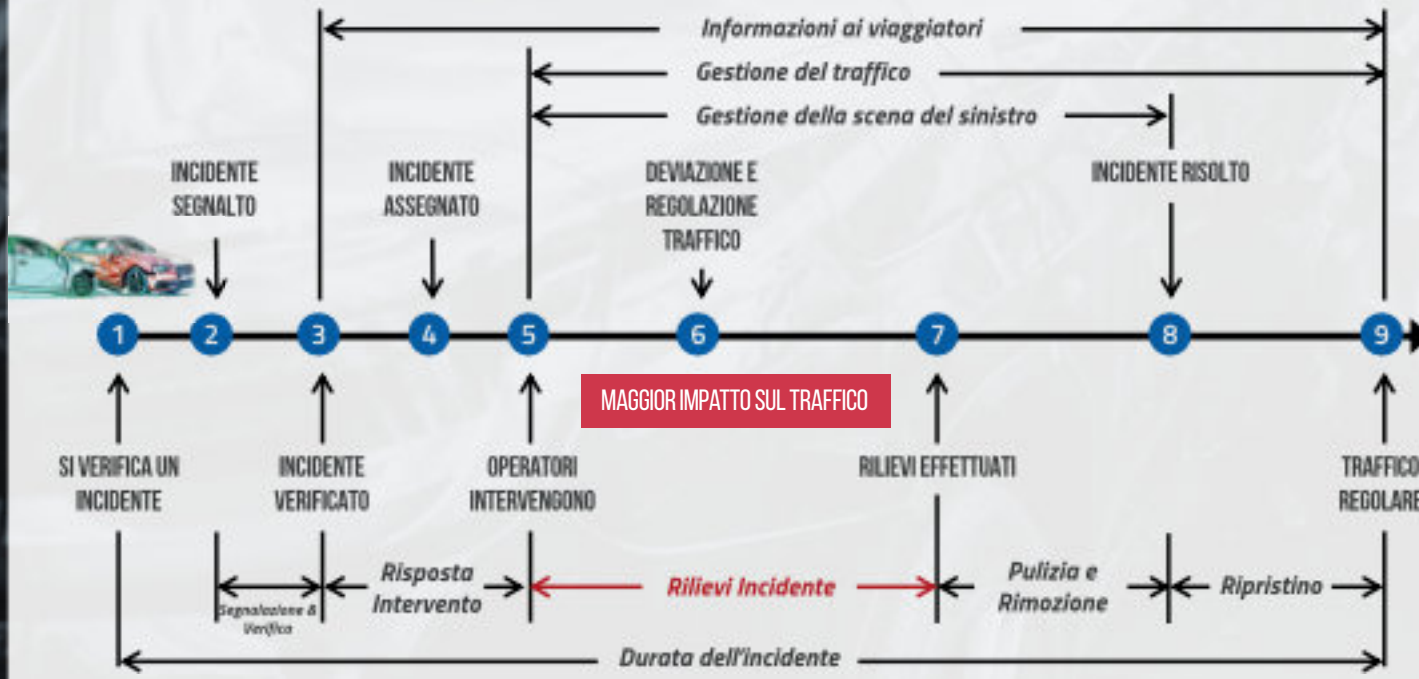 Informazioni ai viaggiatori
Gestione del traffico
Gestione della scena del sinistro
INCIDENTE
SEGNALTO
INCIDENTE
ASSEGNATO
DEVIAZIONE E
REGOLAZIONE
TRAFFICO
INCIDENTE RISOLTO
1 2 3 4 5 6 7 8 9
MAGGIOR IMPATTO SUL TRAFFICO
SI VERIFICA UN
INCIDENTE
INCIDENTE
VERIFICATO
OPERATORI
INTERVENGONO
RILIEVI EFFETTUATI
TRAFFICO
REGOLARE
Segnalazione &
Verifica
Risposta
Intervento
Rilievi Incidente
Pulizia e
Rimozione
Ripristino
Durata dell'incidente